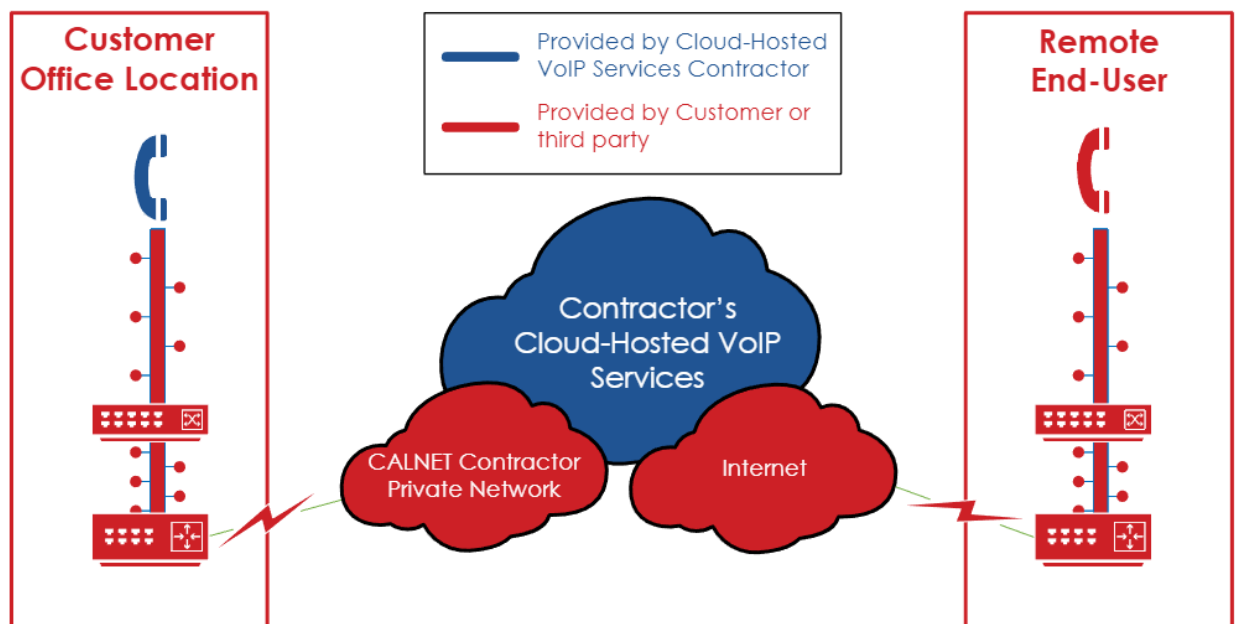 Customer
Office Location
Provided by Cloud-Hosted
VoIP Services Contractor
Provided by Customer or
third party
Remote
End-User
Contractor's
Cloud-Hosted VoIP
Services
CALNET Contractor
Private Network
Internet